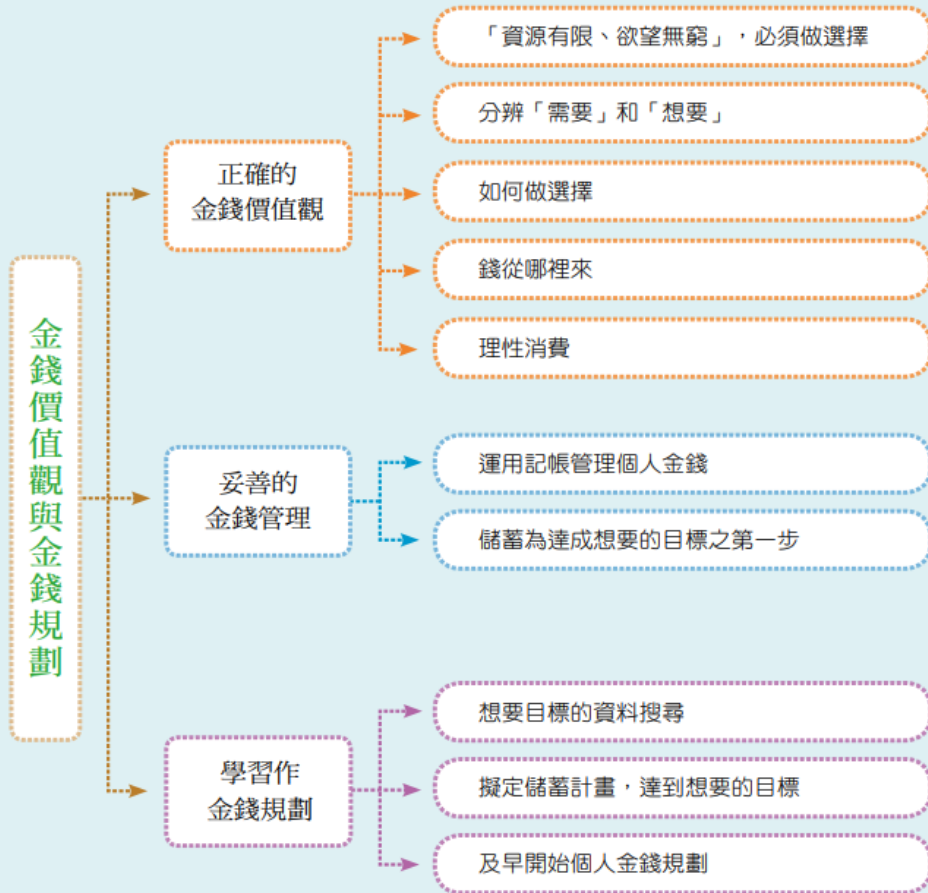 金錢價值觀與金錢規劃
正確的
金錢價值觀
「資源有限、欲望無窮」，必須做選擇
分辨「需要」和「想要」
如何做選擇
錢從哪裡來
理性消費
妥善的
金錢管理
運用記帳管理個人金錢
儲蓄為達成想要的目標之第一步
學習作
金錢規劃
想要目標的資料搜尋
擬定儲蓄計畫，達到想要的目標
及早開始個人金錢規劃